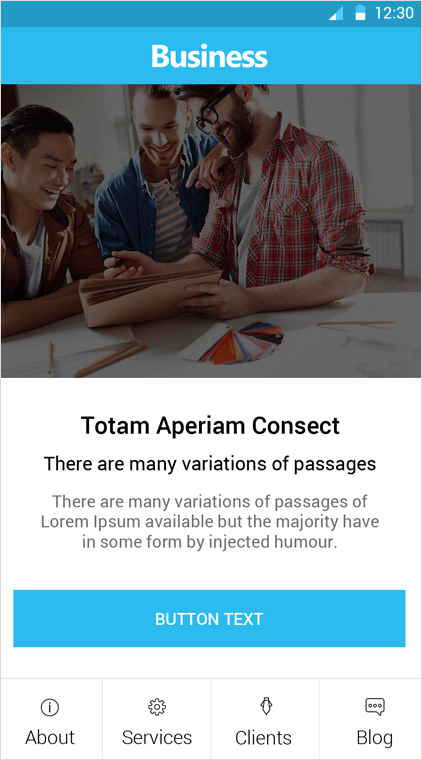 12:30
Business
Totam Aperiam Consect
There are many variations of passages
There are many variations of passages of
Lorem Ipsum available but the majority have
in some form by injected humour.
BUTTON TEXT
About
Services
Clients
Blog